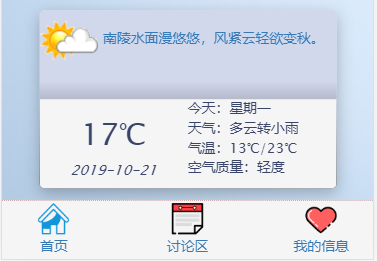 南陵水面漫悠悠，风紧云轻欲变秋。
17℃
2019-10-21
今天：星期一
天气：多云转小雨
气温：13℃/23℃
空气质量：轻度
首页
讨论区
我的信息